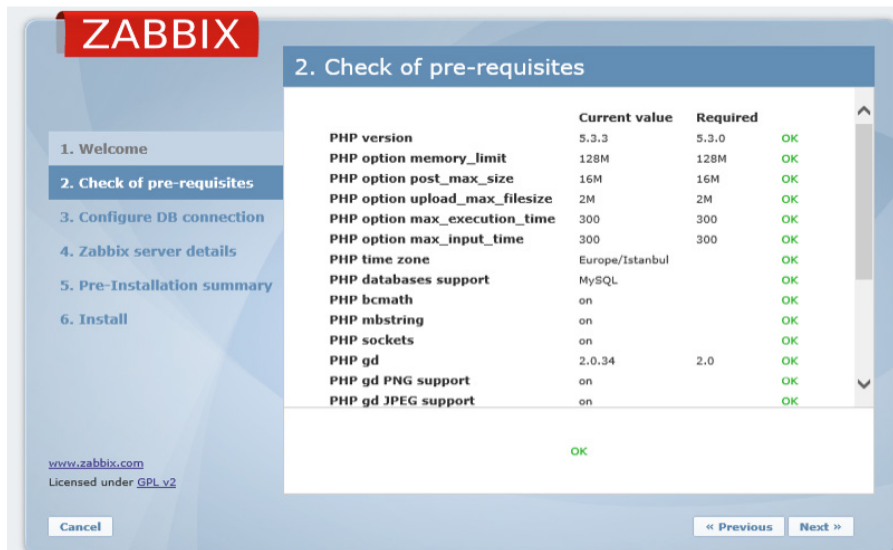 ZABBIX
2. Check of pre-requisites
1. Welcome
2. Check of pre-requisites
3. Configure DB connection
4. Zabbix server details
5. Pre-Installation summary
6. Install
Current value Required
PHP version 5.3.3 5.3.0 OK
PHP option memory_limit 128M 128M OK
PHP option post_max_size 16M 16M OK
PHP option upload_max_filesize 2M 2M OK
PHP option max_execution_time 300 300 OK
PHP option max_input_time 300 300 OK
PHP time zone Europe/Istanbul OK
PHP databases support MySQL OK
PHP bcmath on OK
PHP mbstring on OK
PHP sockets on OK
PHP gd 2.0.34 2.0 OK
PHP gd PNG support on OK
PHP gd JPEG support on OK
OK
www.zabbix.com
Licensed under GPL v2
Cancel
« Previous
Next »